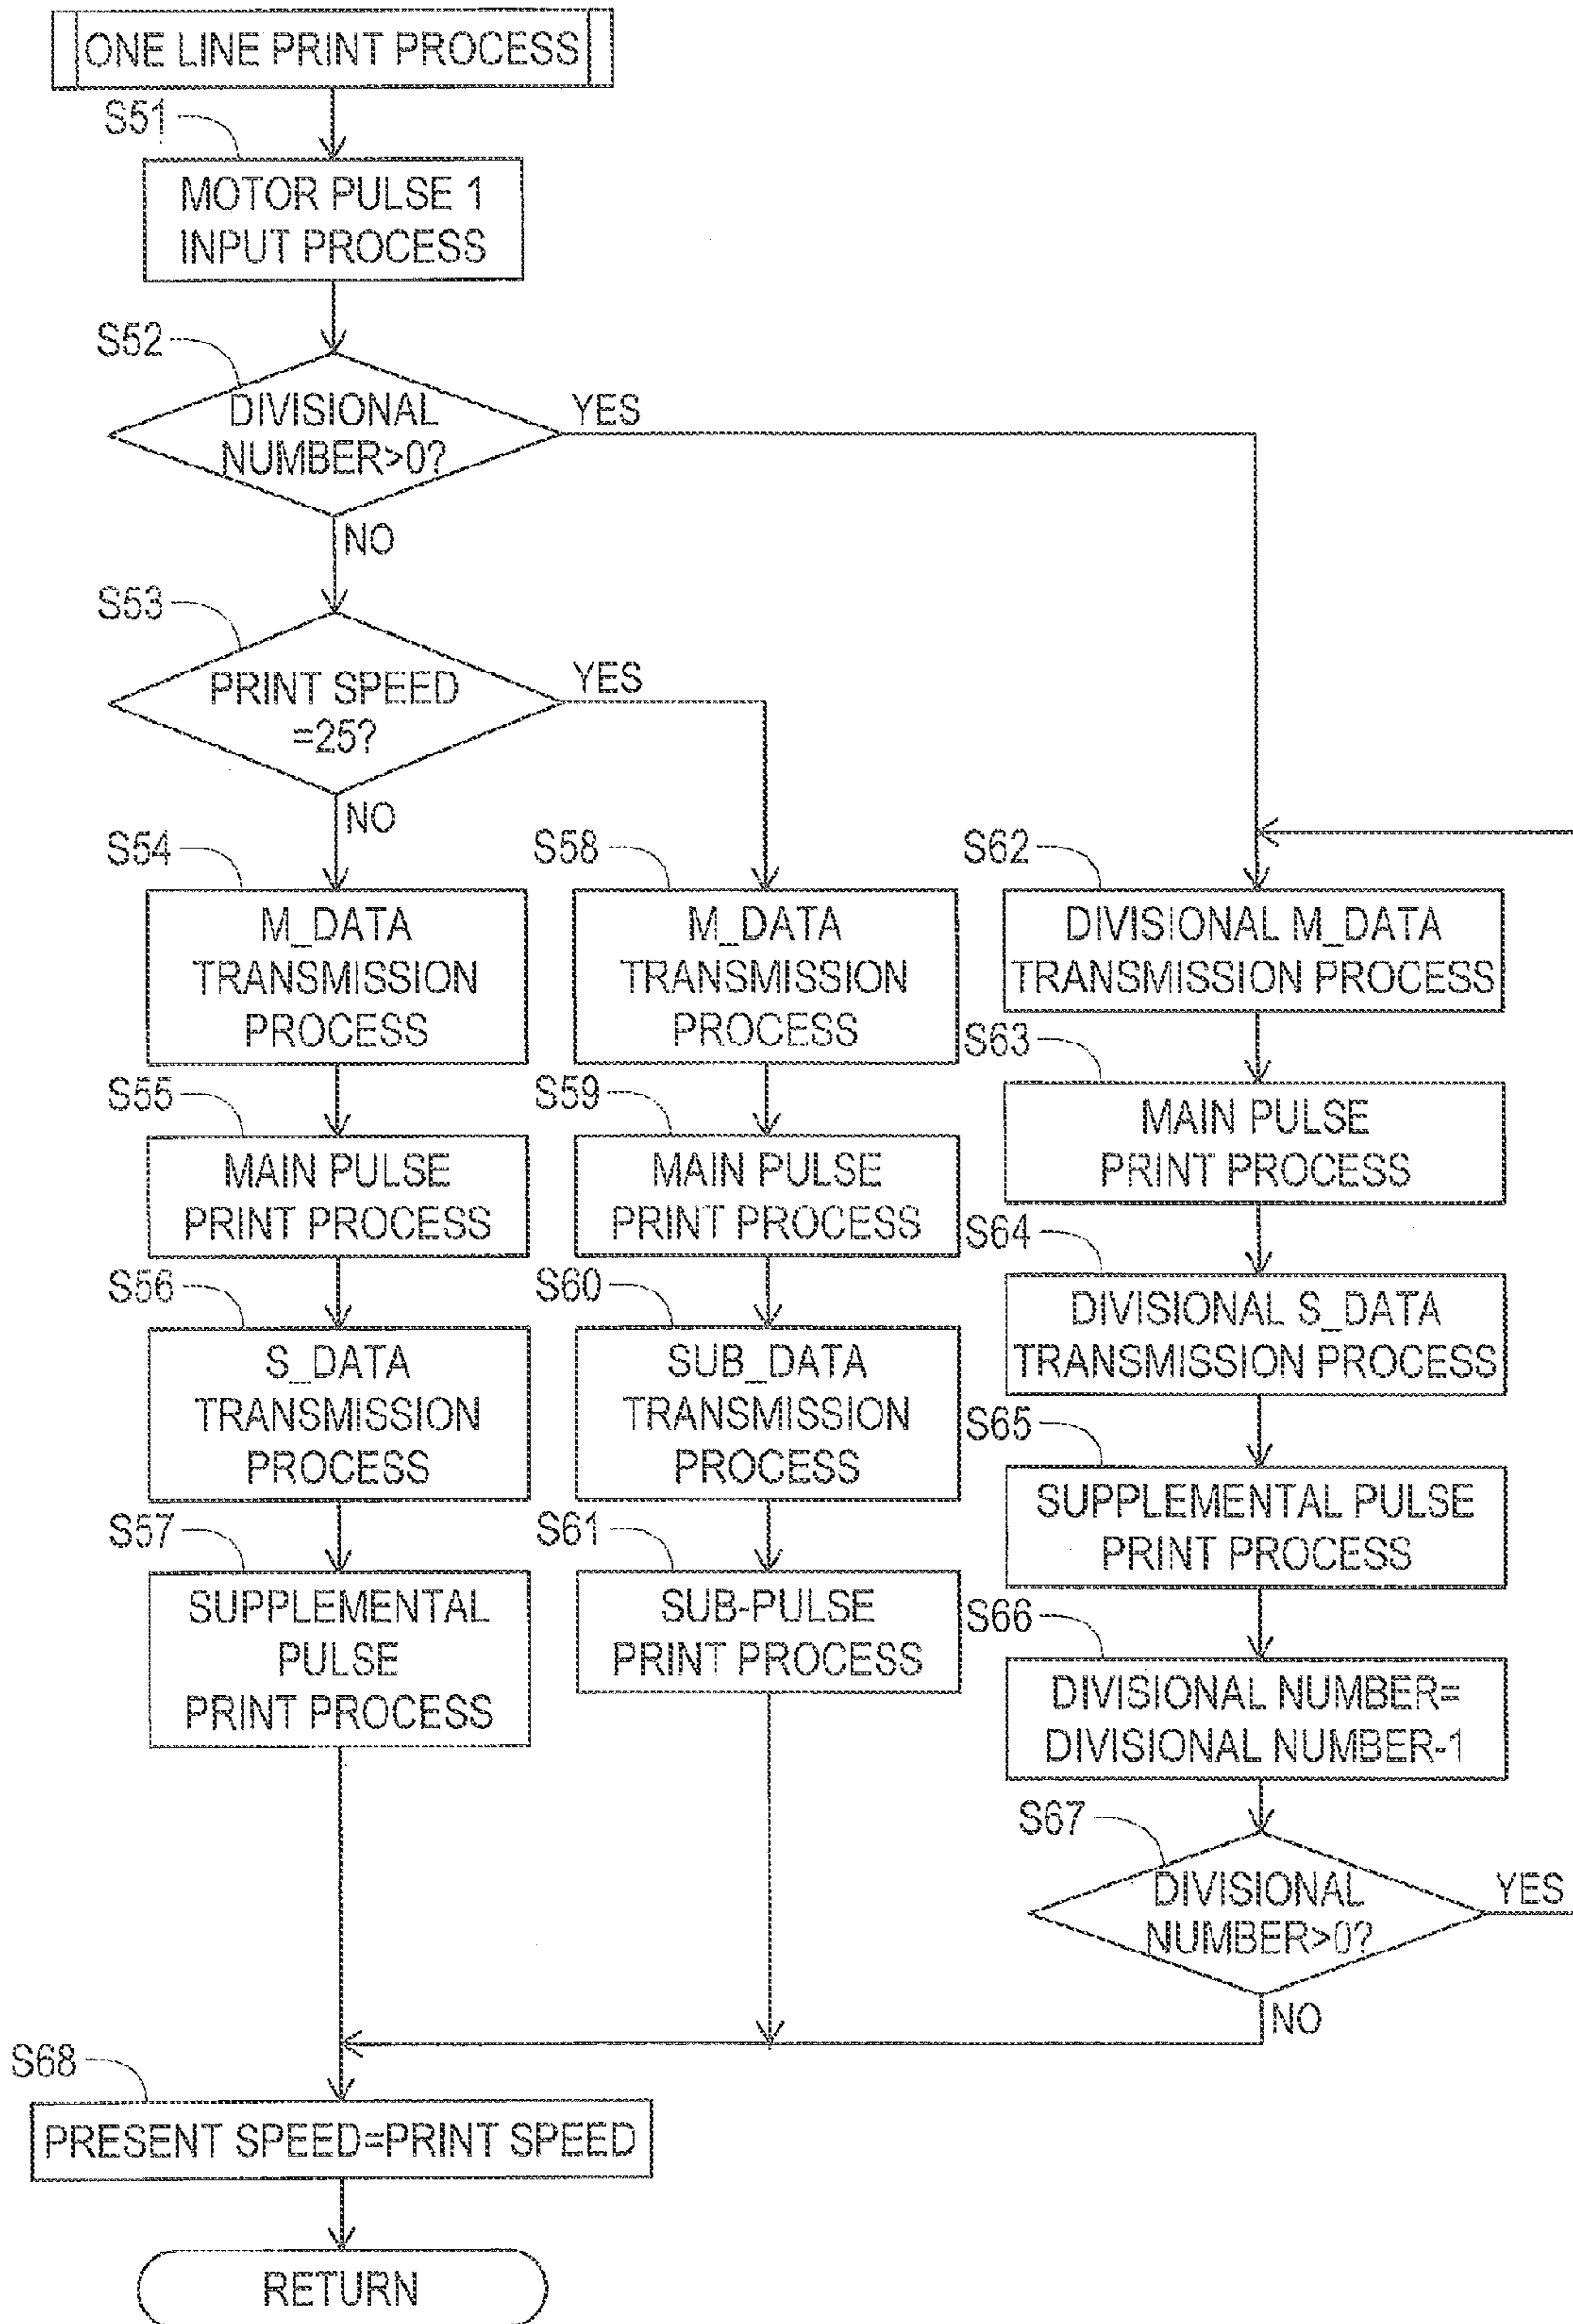 ONE LINE PRINT PROCESS
S51
MOTOR PULSE 1
INPUT PROCESS
S52
DIVISIONAL
NUMBER>0?
YES
NO
S53
PRINT SPEED
=25?
YES
NO
S54
M_DATA
TRANSMISSION
PROCESS
S55
MAIN PULSE
PRINT PROCESS
S56
S_DATA
TRANSMISSION
PROCESS
S57
SUPPLEMENTAL
PULSE
PRINT PROCESS
S58
M_DATA
TRANSMISSION
PROCESS
S59
MAIN PULSE
PRINT PROCESS
S60
SUB_DATA
TRANSMISSION
PROCESS
S61
SUB-PULSE
PRINT PROCESS
S62
DIVISIONAL M_DATA
TRANSMISSION PROCESS
S63
MAIN PULSE
PRINT PROCESS
S64
DIVISIONAL S_DATA
TRANSMISSION PROCESS
S65
SUPPLEMENTAL PULSE
PRINT PROCESS
S66
DIVISIONAL NUMBER=
DIVISIONAL NUMBER-1
S67
DIVISIONAL
NUMBER>0?
YES
NO
S68
PRESENT SPEED=PRINT SPEED
RETURN